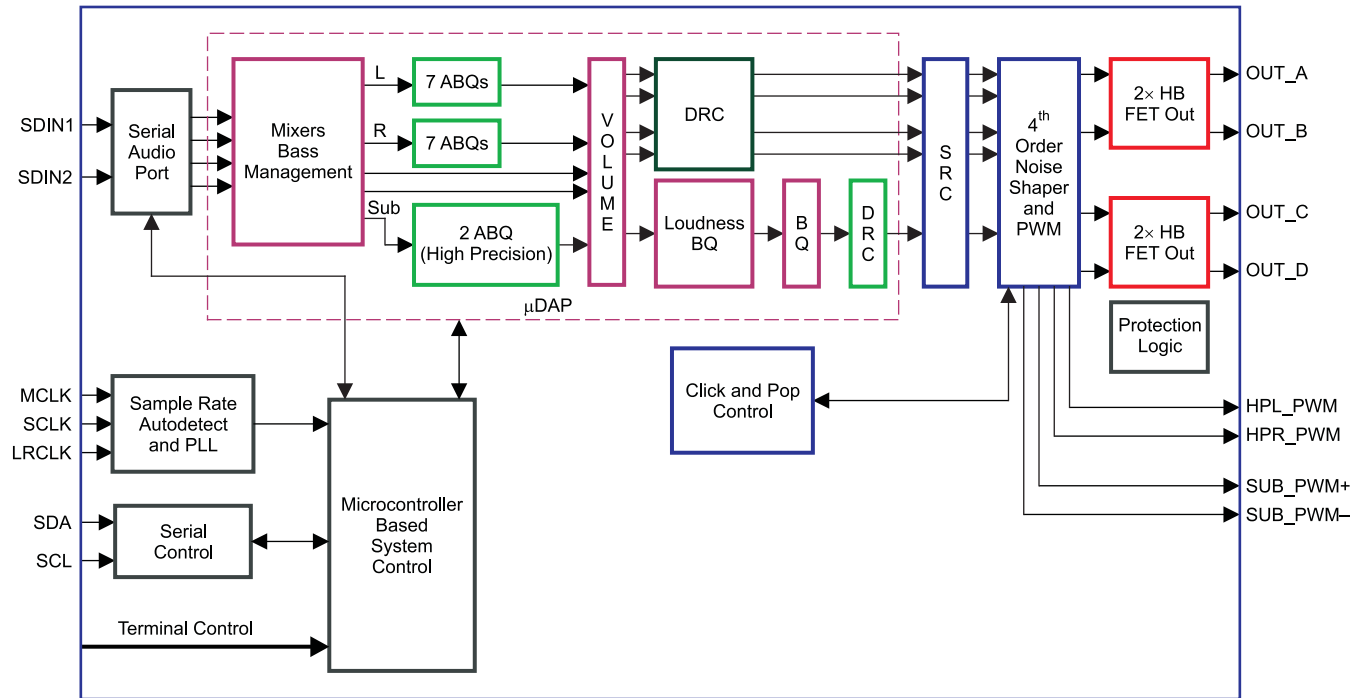 SDIN1
SDIN2
Serial
Audio
Port
Mixers
Bass
Management
L
R
Sub
7 ABQs
7 ABQs
2 ABQ
(High Precision)
V
O
L
U
M
E
DRC
Loudness
BQ
B
Q
D
R
C
µDAP
S
R
C
4th
Order
Noise
Shaper
and
PWM
2× HB
FET Out
2× HB
FET Out
OUT_A
OUT_B
OUT_C
OUT_D
Protection
Logic
Click and Pop
Control
MCLK
SCLK
LRCLK
Sample Rate
Autodetect
and PLL
SDA
SCL
Serial
Control
Terminal Control
Microcontroller
Based
System
Control
HPL_PWM
HPR_PWM
SUB_PWM+
SUB_PWM–